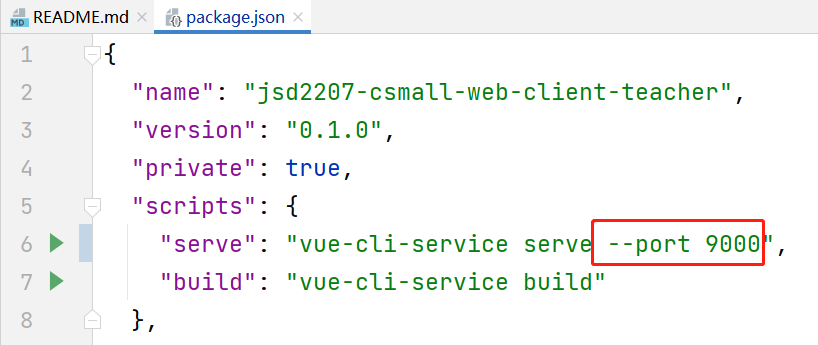 README.md package.json
1 {
2 "name": "jsd2207-csmall-web-client-teacher",
3 "version": "0.1.0",
4 "private": true,
5 "scripts": {
6 "serve": "vue-cli-service serve --port 9000",
7 "build": "vue-cli-service build"
8 },